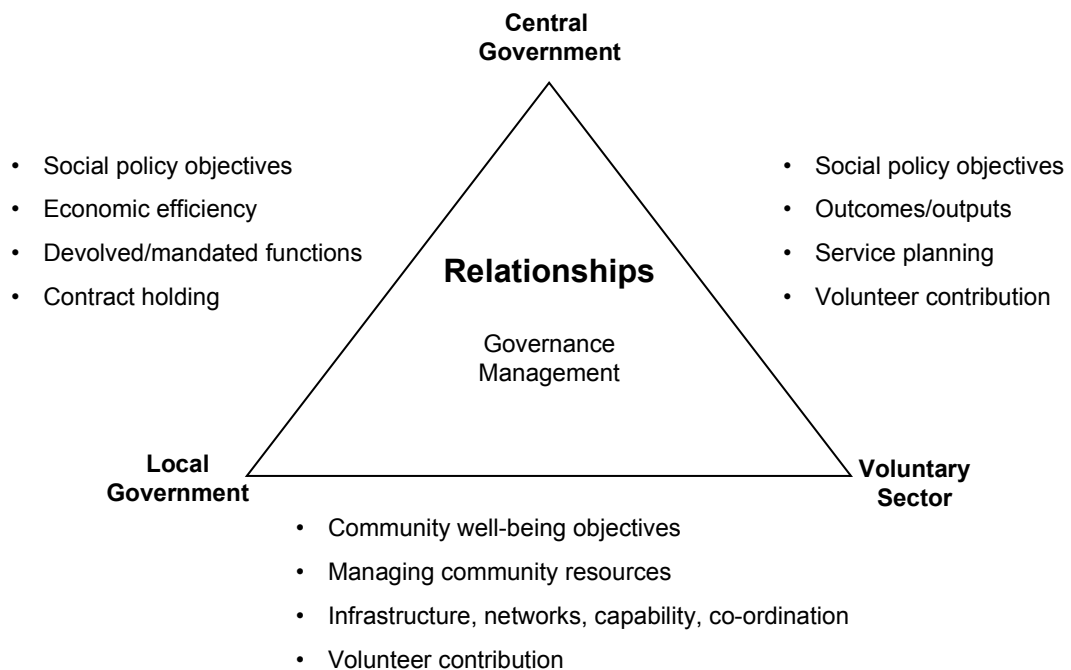 Central
Government
• Social policy objectives
• Economic efficiency
• Devolved/mandated functions
• Contract holding
• Social policy objectives
• Outcomes/outputs
• Service planning
• Volunteer contribution
Relationships
Governance
Management
Local
Government
Voluntary
Sector
• Community well-being objectives
• Managing community resources
• Infrastructure, networks, capability, co-ordination
• Volunteer contribution